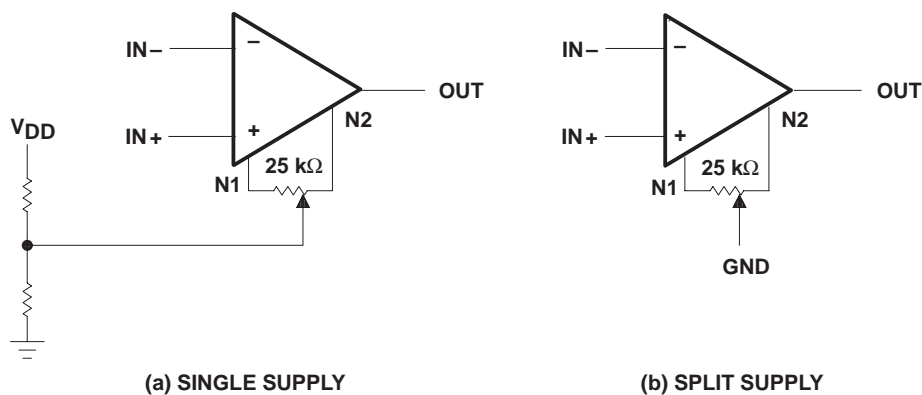 IN−
OUT
VDD
IN+
N2
25 kΩ
N1
(a) SINGLE SUPPLY
IN−
OUT
IN+
N2
25 kΩ
N1
GND
(b) SPLIT SUPPLY